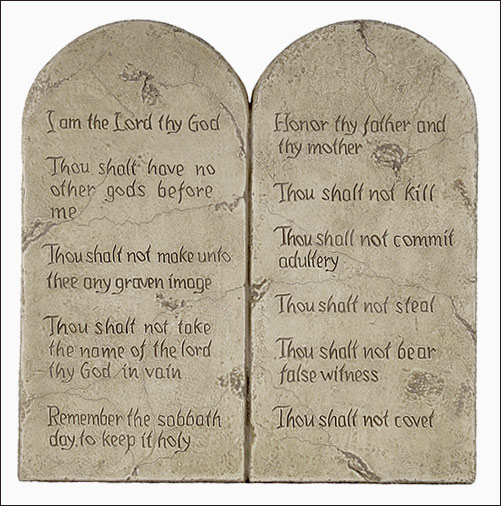 I am the Lord thy God
Thou shalt have no
other gods before
me
Thou shalt not make unto
thee any graven image
Thou shalt not take
the name of the lord
thy God in vain
Remember the sabbath
day, to keep it holy
Honor thy father and
thy mother
Thou shalt not kill
Thou shalt not commit
adultery
Thou shalt not steal
Thou shalt not bear
false witness
Thou shalt not covet